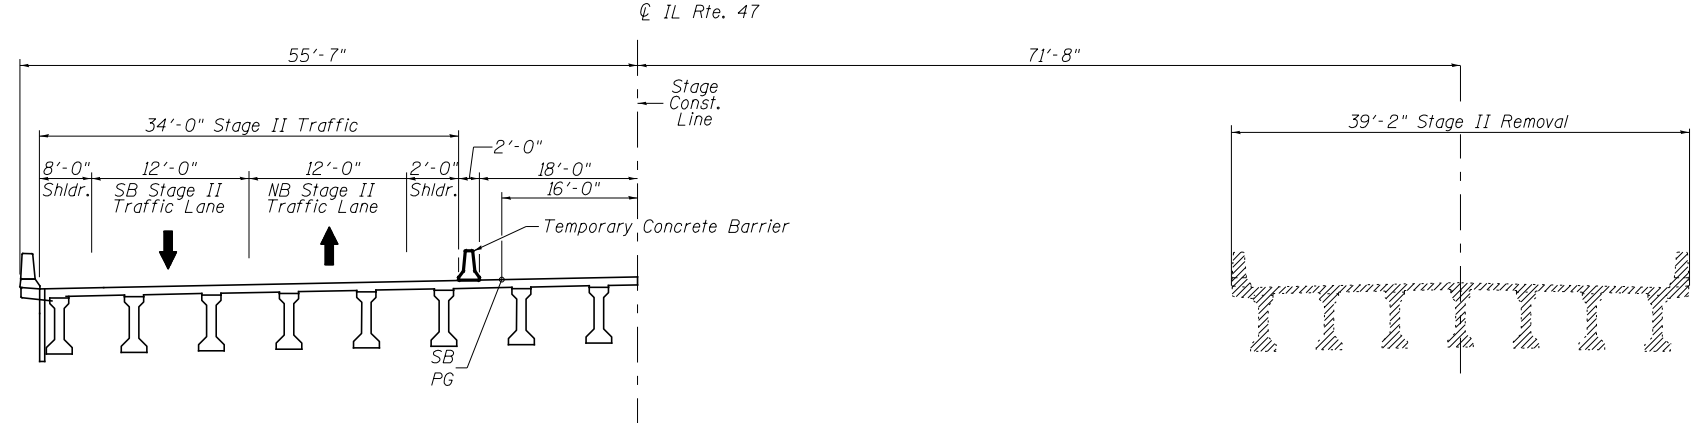 ℄ IL Rte. 47
55'-7"
71'-8"
Stage
Const.
Line
34'-0" Stage II Traffic
39'-2" Stage II Removal
2'-0"
8'-0"
12'-0"
12'-0"
2'-0"
18'-0"
Shldr.
SB Stage II
Traffic Lane
NB Stage II
Traffic Lane
Shldr.
16'-0"
Temporary Concrete Barrier
SB
PG